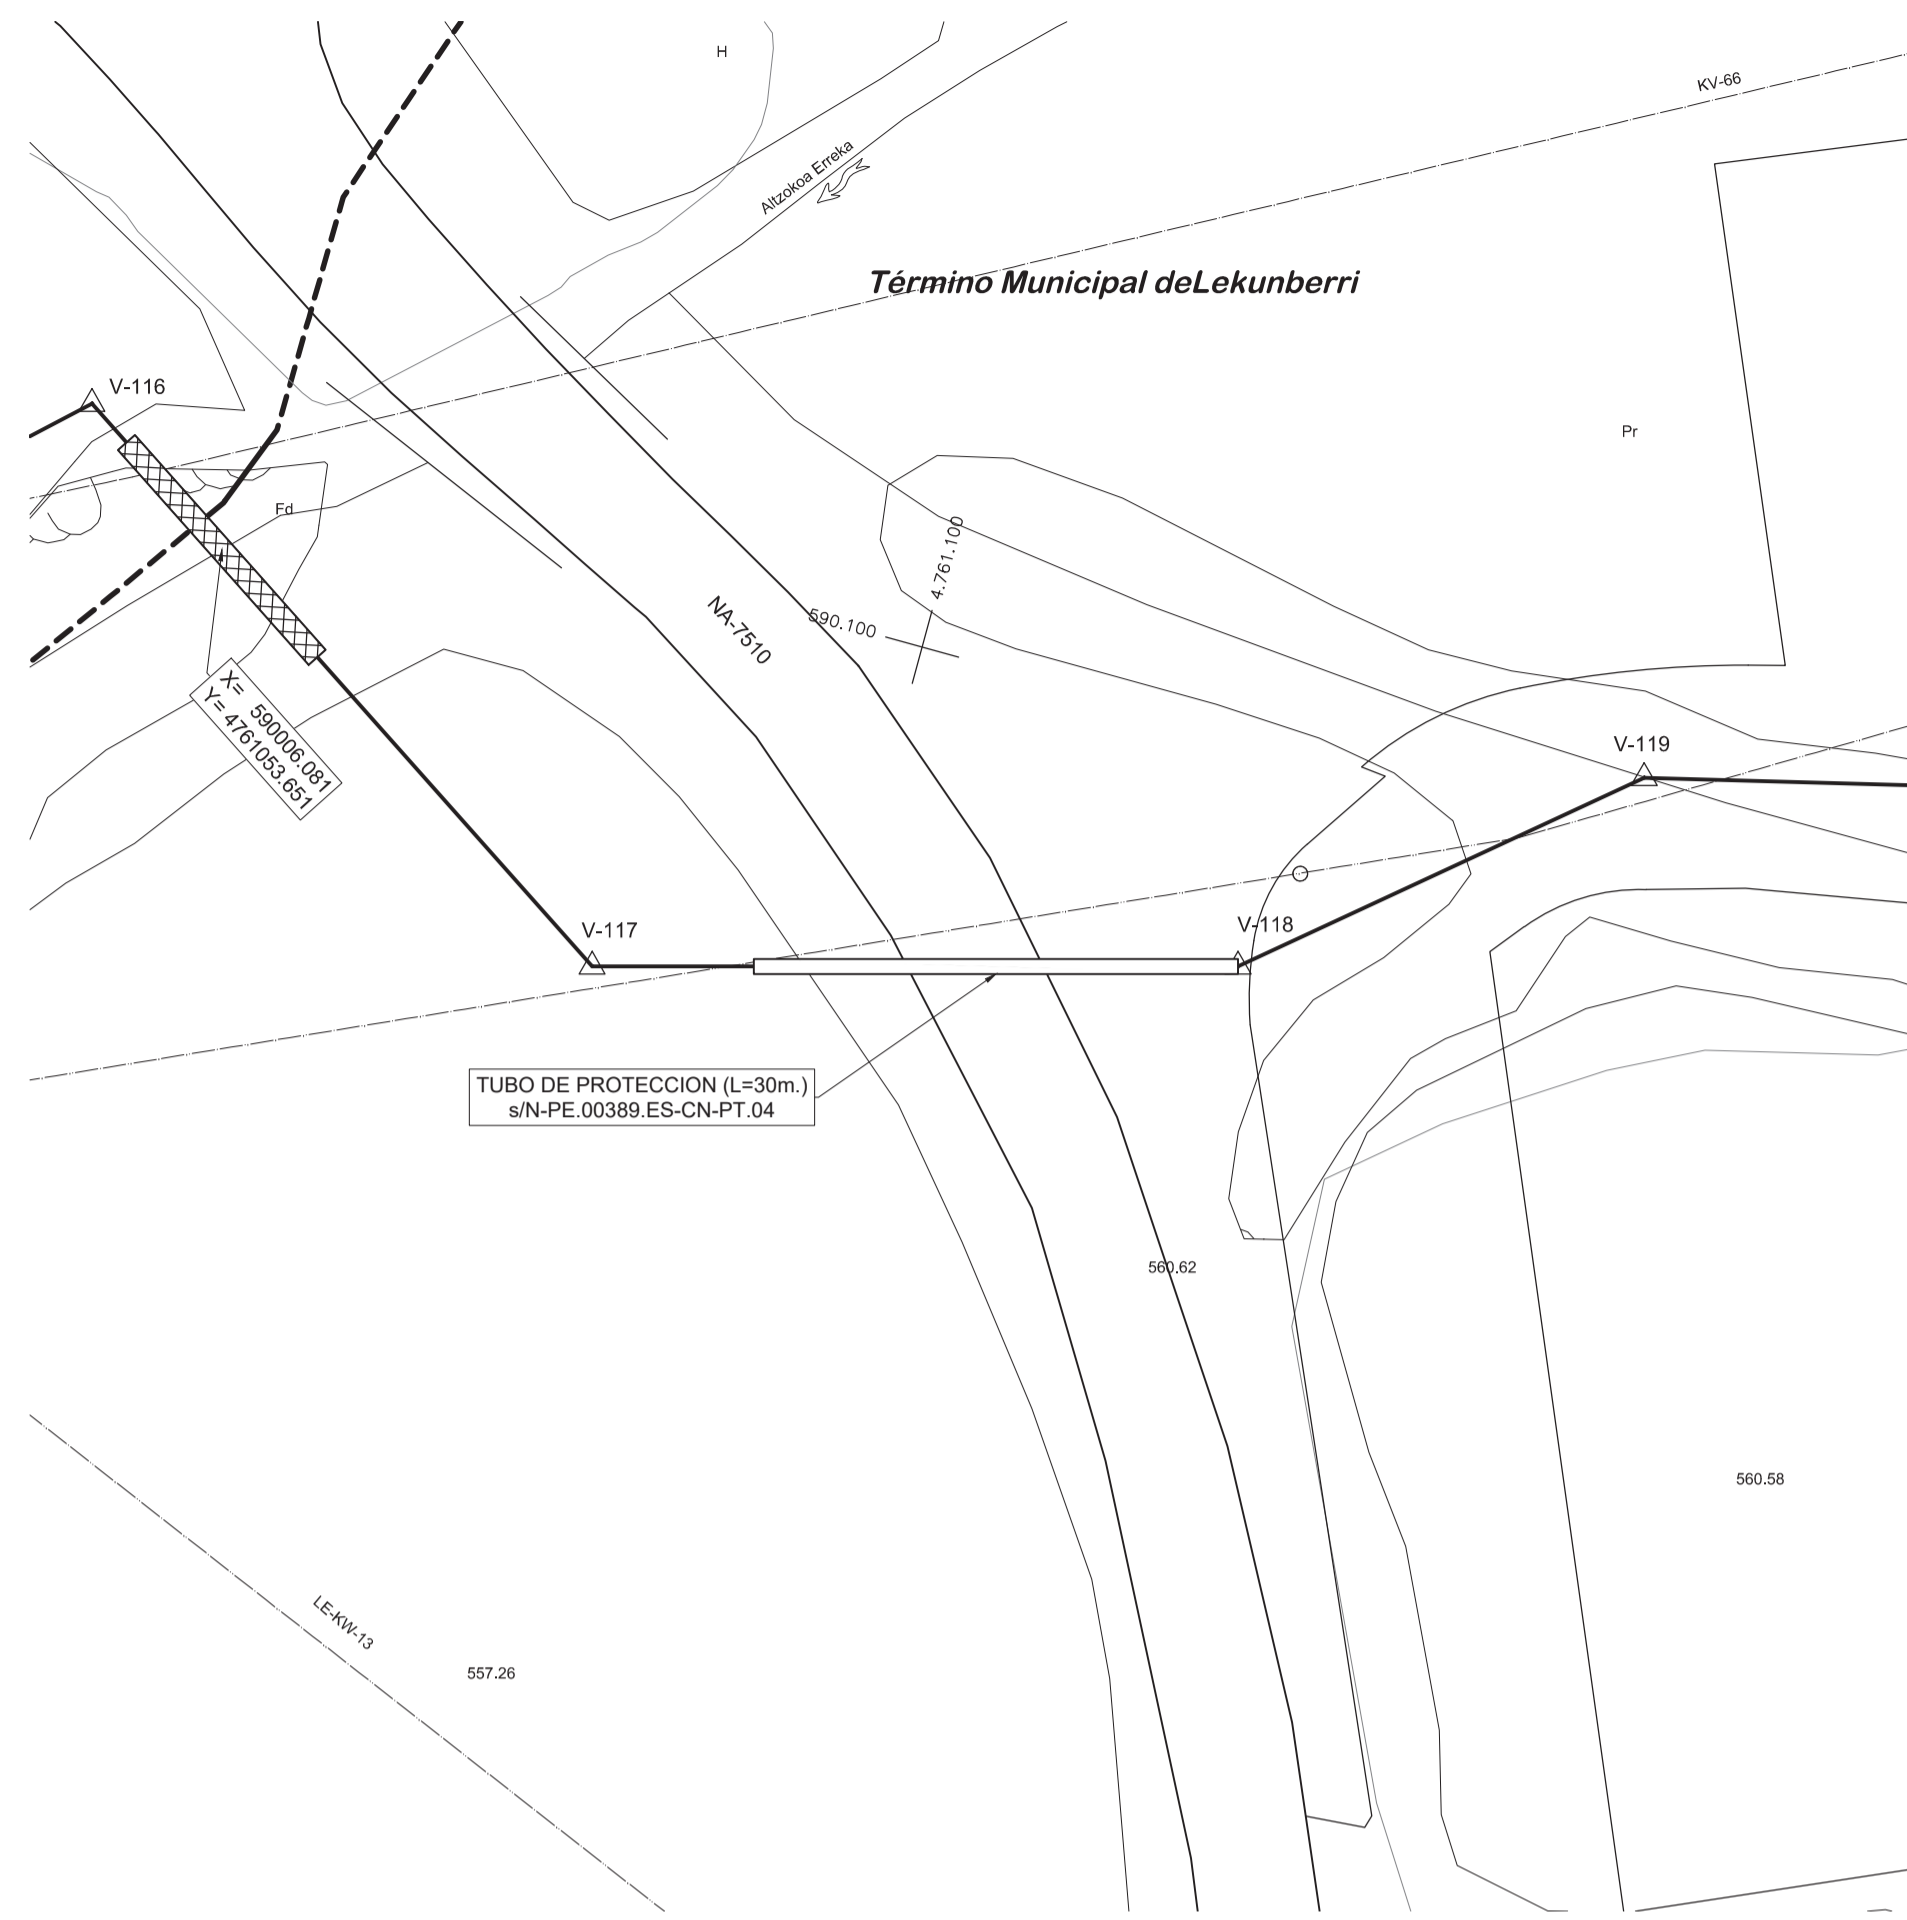 H
KV-66
Altzokoa Erreka
Término Municipal deLekunberri
V-116
Pr
Fd
4.761.100
590.100
NA-7510
X= 590006.081
Y= 4761053.651
V-119
V-118
V-117
TUBO DE PROTECCION (L=30m.)
s/N-PE.00389.ES-CN-PT.04
560.62
560.58
LE-KW-13
557.26